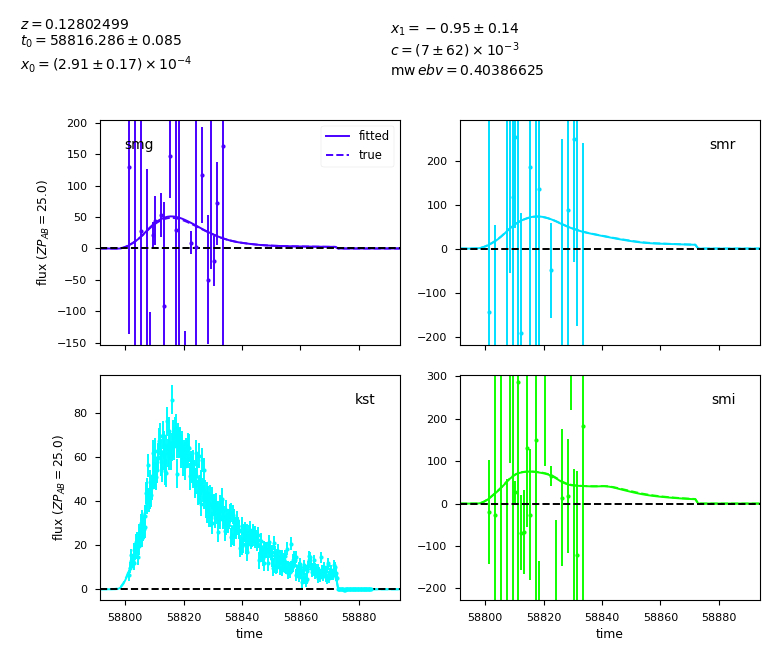 z = 0.12802499
t₀ = 58816.286 ± 0.085
x₀ = (2.91 ± 0.17) × 10⁻⁴
x₁ = −0.95 ± 0.14
c = (7 ± 62) × 10⁻³
mw ebv = 0.40386625
smg
fitted
true
200
150
100
50
0
−50
−100
−150
flux (ZP_AB = 25.0)
smr
200
100
0
−100
−200
kst
80
60
40
20
0
flux (ZP_AB = 25.0)
58800 58820 58840 58860 58880
time
smi
300
200
100
0
−100
−200
58800 58820 58840 58860 58880
time